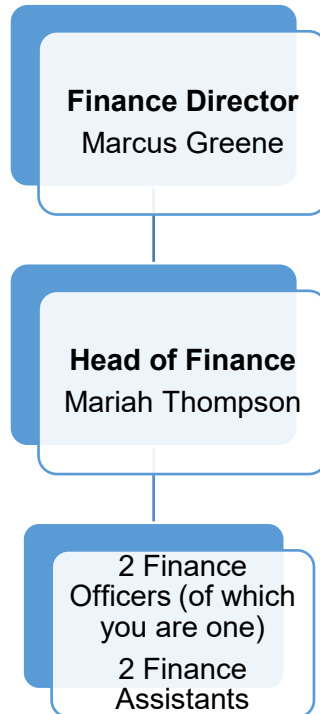 Finance Director
Marcus Greene
Head of Finance
Mariah Thompson
2 Finance
Officers (of which
you are one)
2 Finance
Assistants